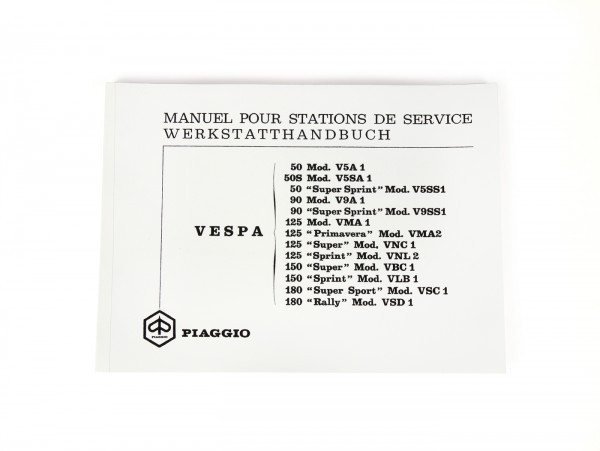 MANUEL POUR STATIONS DE SERVICE
WERKSTATTHANDBUCH
VESPA
50 Mod. V5A 1
50S Mod. V5SA 1
50 “Super Sprint” Mod. V5SS1
90 Mod. V9A 1
90 “Super Sprint” Mod. V9SS1
125 Mod. VMA 1
125 “Primavera” Mod. VMA2
125 “Super” Mod, VNC 1
125 “Sprint” Mod. VNL 2
150 “Super” Mod. VBC 1
150 “Sprint” Mod. VLB 1
180 “Super Sport” Mod. VSC 1
180 “Rally” Mod. VSD 1
PIAGGIO
PIAGGIO